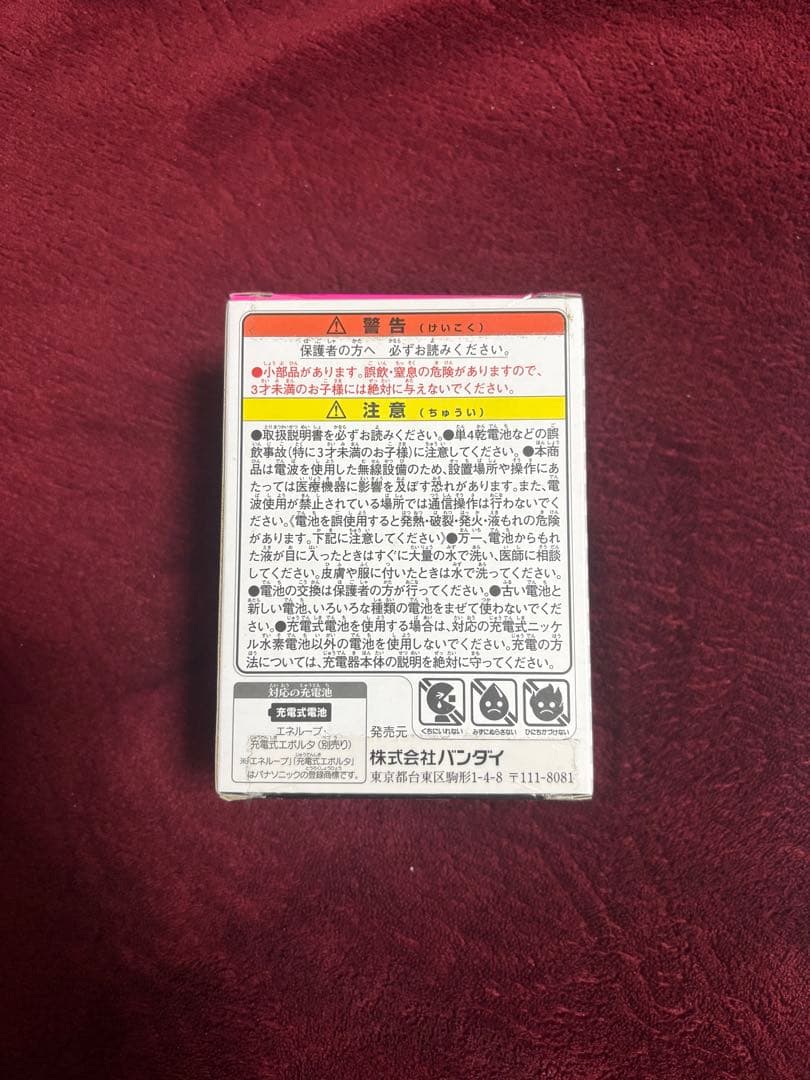 ⚠ 警告（けいこく）
保護者の方へ 必ずお読みください。
●小部品があります。誤飲・窒息の危険がありますので、
3才未満のお子様には絶対に与えないでください。
⚠ 注意（ちゅうい）
●取扱説明書を必ずお読みください。●単4乾電池などの誤
飲事故(特に3才未満のお子様)に注意してください。●本商
品は電波を使用した無線設備のため、設置場所や操作にあ
たっては医療機器に影響を及ぼす恐れがあります。また、電
波使用が禁止されている場所では通信操作は行わないでく
ださい。《電池を誤使用すると発熱・破裂・発火・液もれの危険
があります。下記に注意してください》●万一、電池からもれ
た液が目に入ったときはすぐに大量の水で洗い、医師に相談
してください。皮膚や服に付いたときは水で洗ってください。
●電池の交換は保護者の方が行ってください。●古い電池と
新しい電池、いろいろな種類の電池をまぜて使わないでくだ
さい。●充電式電池を使用する場合は、対応の充電式ニッケ
ル水素電池以外の電池を使用しないでください。充電の方
法については、充電器本体の説明を絶対に守ってください。
対応の充電池
充電式電池
エネループ、
充電式エボルタ（別売り）
※「エネループ」「充電式エボルタ」
はパナソニックの登録商標です。
くちにいれない
みずにぬらさない
ひにちかづけない
発売元
株式会社バンダイ
東京都台東区駒形1-4-8 〒111-8081